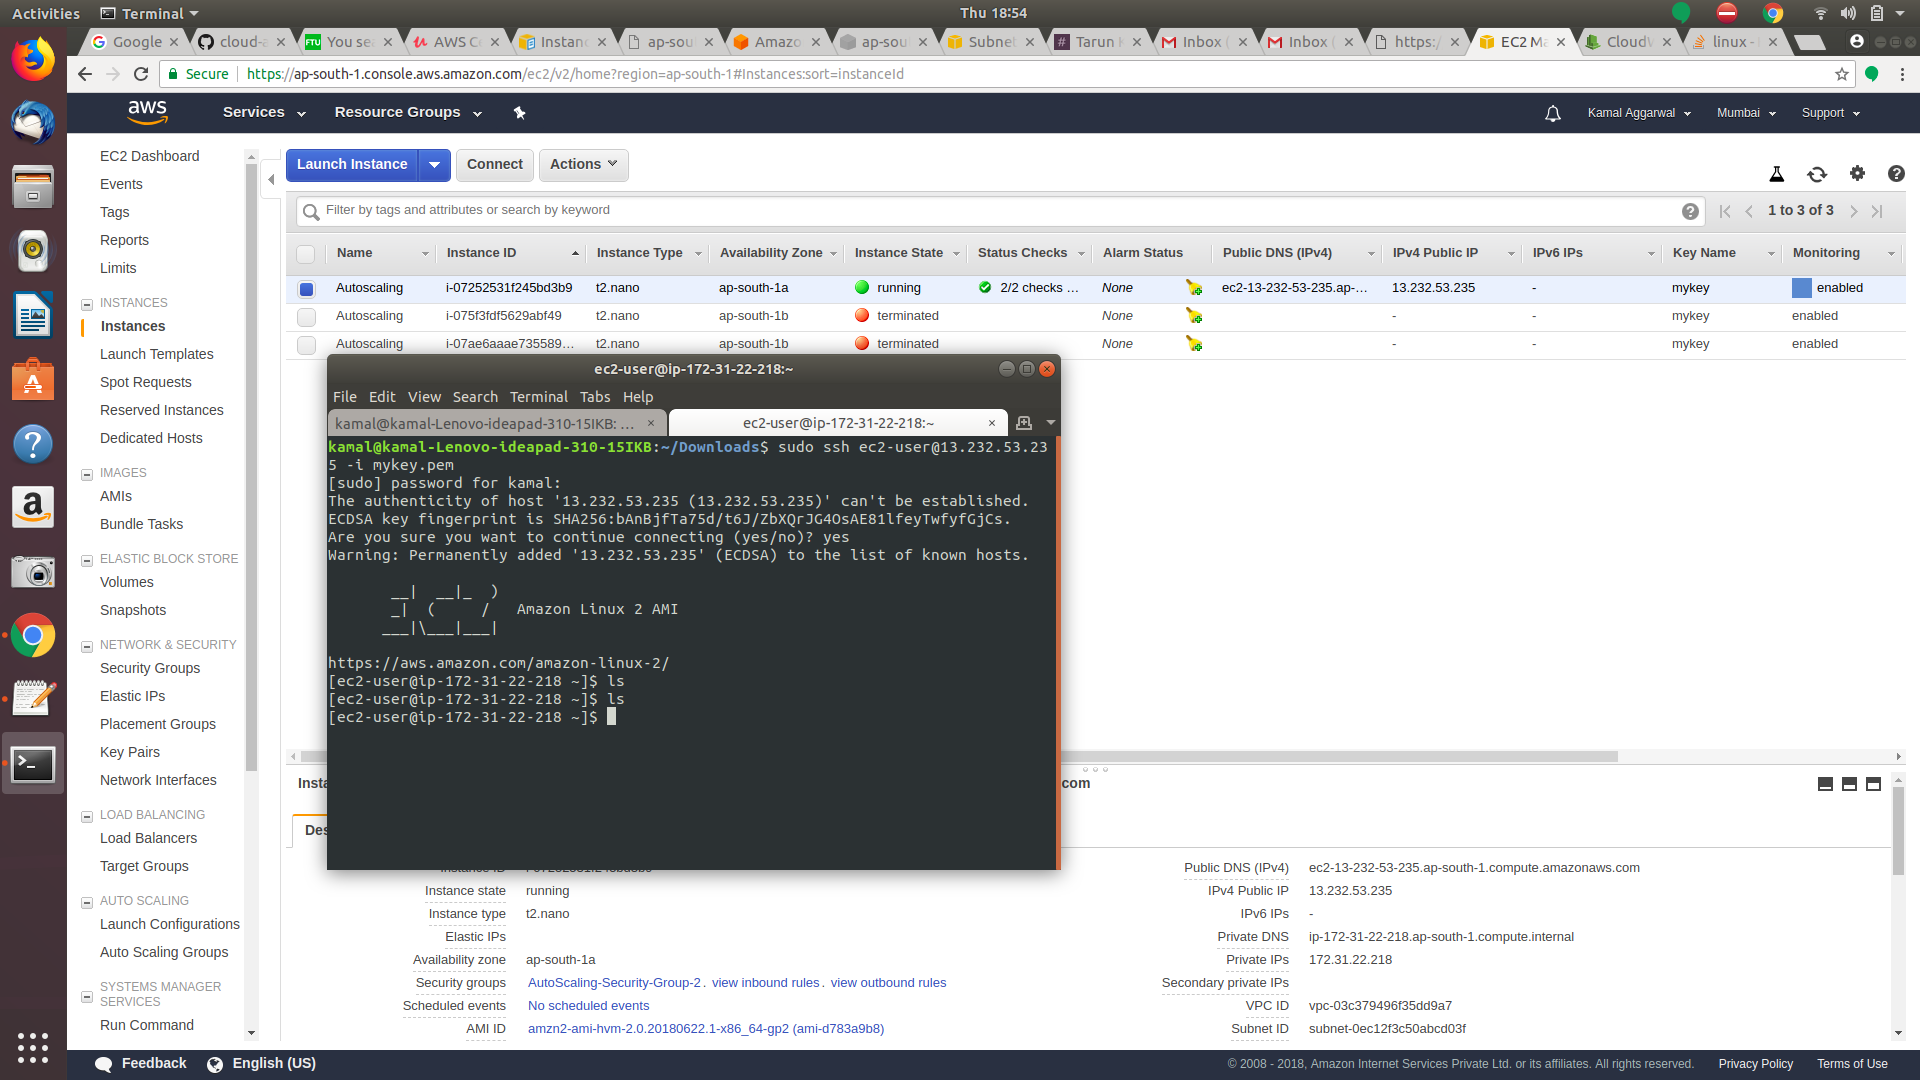 Activities
Terminal
Thu 18:54
Google
cloud-a
FTU
You se
AWS C
Instan
ap-sou
Amazo
ap-sou
Subnet
Tarun
Inbox (
Inbox (
https:/
EC2 Ma
CloudW
linux -
Secure
https://ap-south-1.console.aws.amazon.com/ec2/v2/home?region=ap-south-1#Instances:sort=instanceId
aws
Services
Resource Groups
Kamal Aggarwal
Mumbai
Support
EC2 Dashboard
Events
Tags
Reports
Limits
INSTANCES
Instances
Launch Templates
Spot Requests
Reserved Instances
Dedicated Hosts
IMAGES
AMIs
Bundle Tasks
ELASTIC BLOCK STORE
Volumes
Snapshots
NETWORK & SECURITY
Security Groups
Elastic IPs
Placement Groups
Key Pairs
Network Interfaces
LOAD BALANCING
Load Balancers
Target Groups
AUTO SCALING
Launch Configurations
Auto Scaling Groups
SYSTEMS MANAGER
SERVICES
Run Command
Launch Instance
Connect
Actions
Filter by tags and attributes or search by keyword
1 to 3 of 3
Name Instance ID Instance Type Availability Zone Instance State Status Checks Alarm Status Public DNS (IPv4) IPv4 Public IP IPv6 IPs Key Name Monitoring
Autoscaling i-07252531f245bd3b9 t2.nano ap-south-1a running 2/2 checks ... None ec2-13-232-53-235.ap-... 13.232.53.235 - mykey enabled
Autoscaling i-075f3fdf5629abf49 t2.nano ap-south-1b terminated None - - mykey enabled
Autoscaling i-07ae6aaae735589... t2.nano ap-south-1b terminated None - - mykey enabled
ec2-user@ip-172-31-22-218:~
File Edit View Search Terminal Tabs Help
kamal@kamal-Lenovo-ideapad-310-15IKB: ...
ec2-user@ip-172-31-22-218:~
kamal@kamal-Lenovo-ideapad-310-15IKB:~/Downloads$ sudo ssh ec2-user@13.232.53.23
5 -i mykey.pem
[sudo] password for kamal:
The authenticity of host '13.232.53.235 (13.232.53.235)' can't be established.
ECDSA key fingerprint is SHA256:bAnBjfTa75d/t6J/ZbXQrJG4OsAE81lfeyTwfyfGjCs.
Are you sure you want to continue connecting (yes/no)? yes
Warning: Permanently added '13.232.53.235' (ECDSA) to the list of known hosts.
__| __|_ )
_| ( / Amazon Linux 2 AMI
___|\___|___|
https://aws.amazon.com/amazon-linux-2/
[ec2-user@ip-172-31-22-218 ~]$ ls
[ec2-user@ip-172-31-22-218 ~]$ ls
[ec2-user@ip-172-31-22-218 ~]$
Insta
com
Des
Instance state running
Instance type t2.nano
Elastic IPs
Availability zone ap-south-1a
Security groups AutoScaling-Security-Group-2. view inbound rules. view outbound rules
Scheduled events No scheduled events
AMI ID amzn2-ami-hvm-2.0.20180622.1-x86_64-gp2 (ami-d783a9b8)
Public DNS (IPv4) ec2-13-232-53-235.ap-south-1.compute.amazonaws.com
IPv4 Public IP 13.232.53.235
IPv6 IPs -
Private DNS ip-172-31-22-218.ap-south-1.compute.internal
Private IPs 172.31.22.218
Secondary private IPs
VPC ID vpc-03c379496f35dd9a7
Subnet ID subnet-0ec12f3c50abcd03f
Feedback
English (US)
© 2008 - 2018, Amazon Internet Services Private Ltd. or its affiliates. All rights reserved.
Privacy Policy
Terms of Use